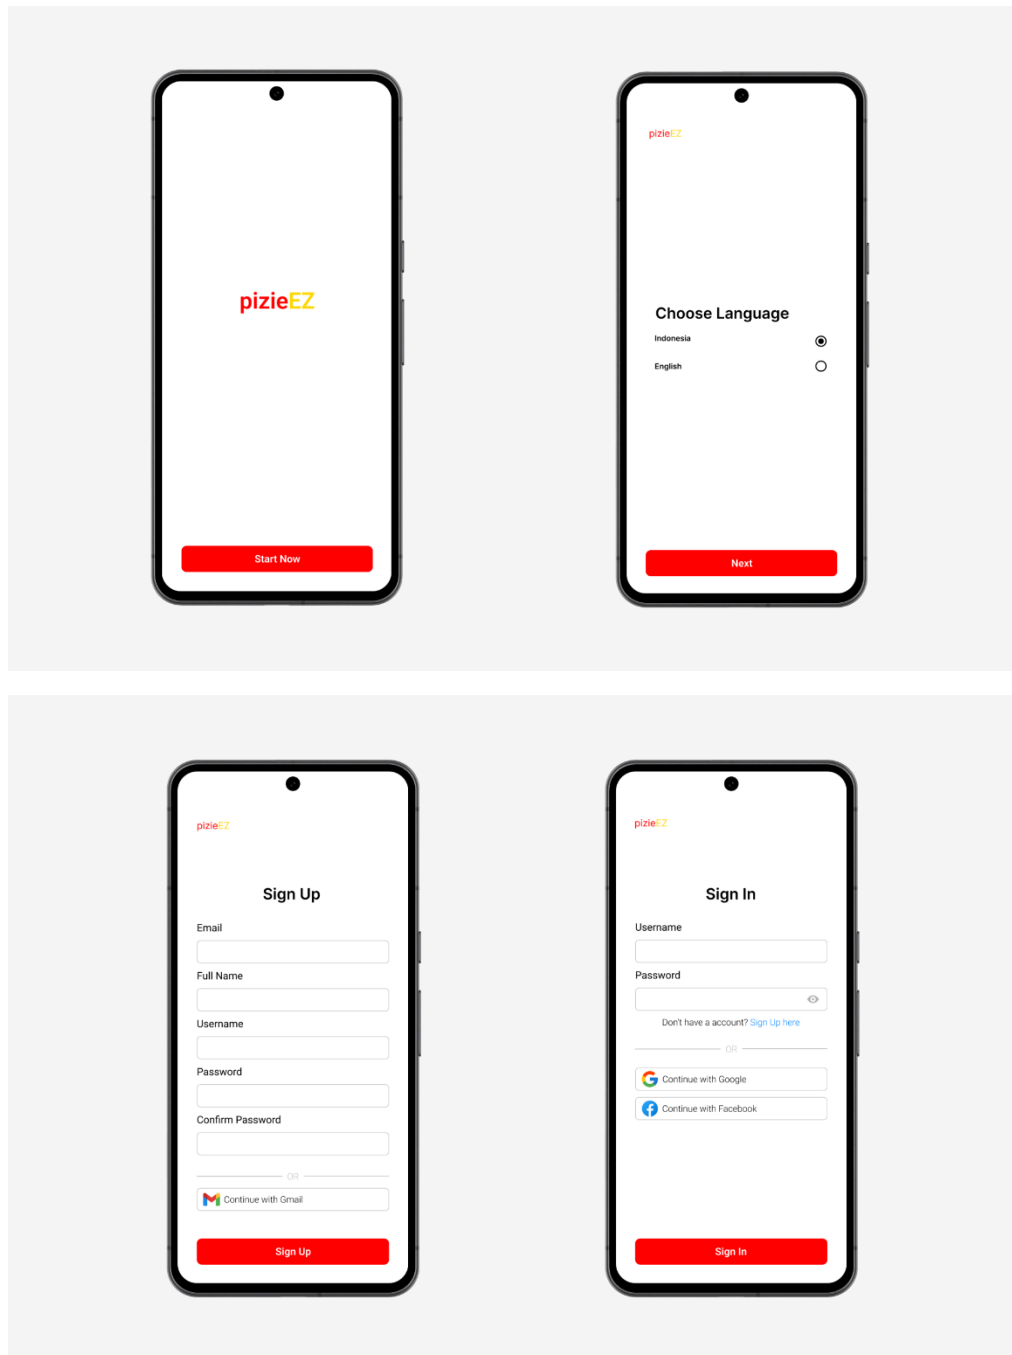 pizieEZ
Start Now
pizieEZ
Choose Language
Indonesia
English
Next
pizieEZ
Sign Up
Email
Full Name
Username
Password
Confirm Password
OR
Continue with Gmail
Sign Up
pizieEZ
Sign In
Username
Password
Don't have a account? Sign Up here
OR
Continue with Google
Continue with Facebook
Sign In